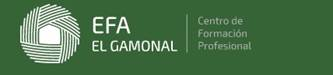 EFA
EL GAMONAL
Centro de
Formación
Profesional